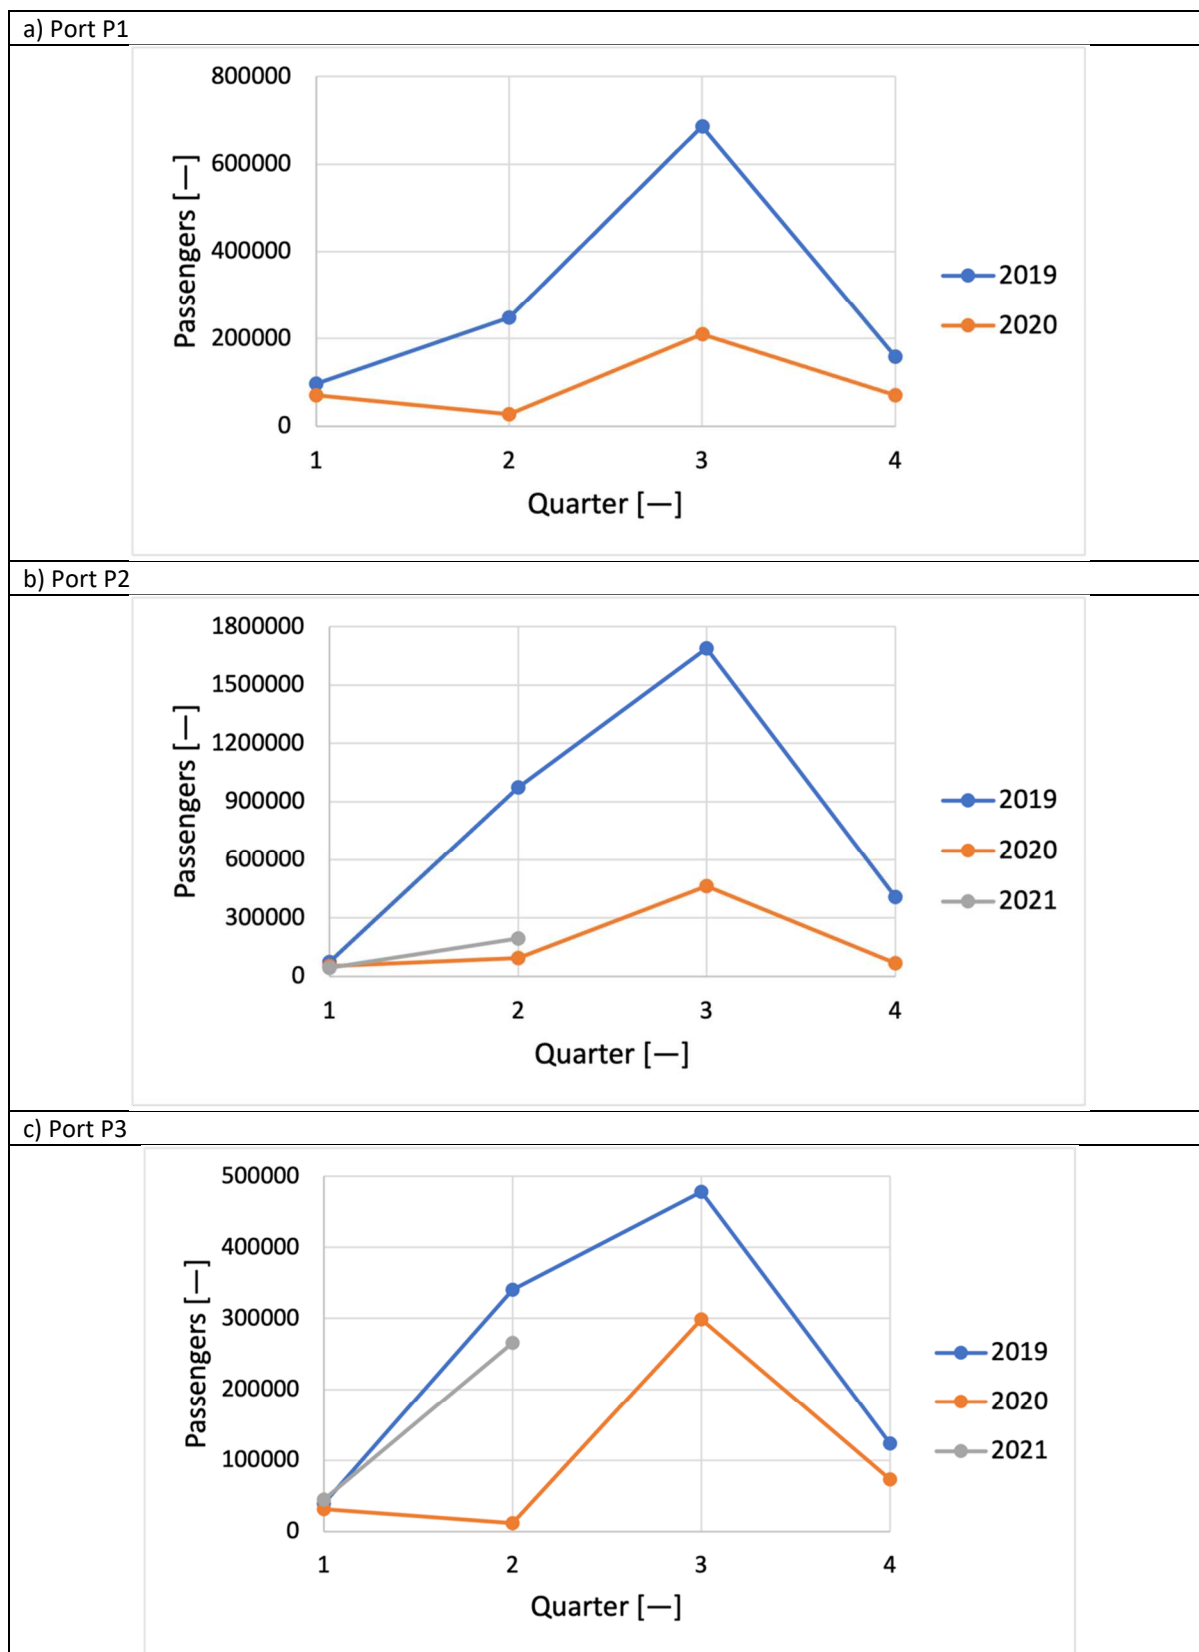 a) Port P1
800000
600000
400000
200000
0
Passengers [—]
1 2 3 4
Quarter [—]
2019
2020
b) Port P2
1800000
1500000
1200000
900000
600000
300000
0
Passengers [—]
1 2 3 4
Quarter [—]
2019
2020
2021
c) Port P3
500000
400000
300000
200000
100000
0
Passengers [—]
1 2 3 4
Quarter [—]
2019
2020
2021